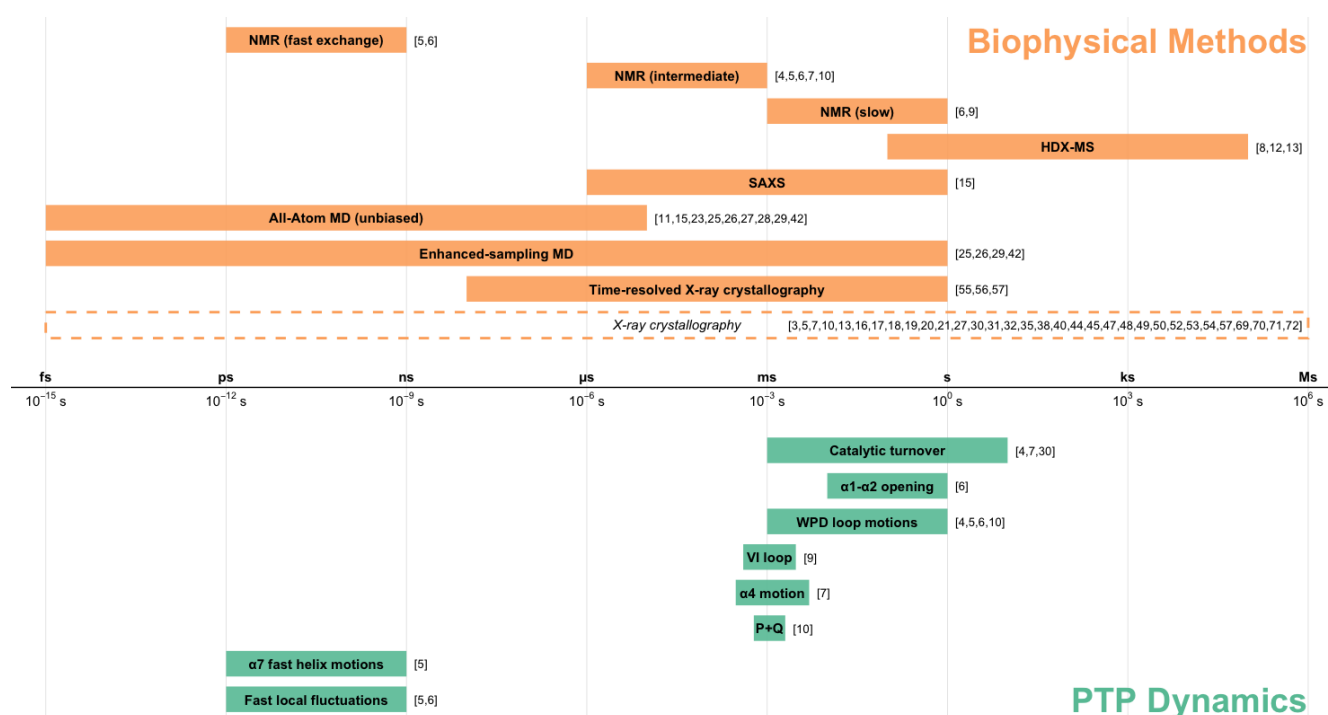 Biophysical Methods
NMR (fast exchange) [5,6]
NMR (intermediate) [4,5,6,7,10]
NMR (slow) [6,9]
HDX-MS [8,12,13]
SAXS [15]
All-Atom MD (unbiased) [11,15,23,25,26,27,28,29,42]
Enhanced-sampling MD [25,26,29,42]
Time-resolved X-ray crystallography [55,56,57]
X-ray crystallography [3,5,7,10,13,16,17,18,19,20,21,27,30,31,32,35,38,40,44,45,47,48,49,50,52,53,54,57,69,70,71,72]
fs ps ns µs ms s ks Ms
10⁻¹⁵ s 10⁻¹² s 10⁻⁹ s 10⁻⁶ s 10⁻³ s 10⁰ s 10³ s 10⁶ s
Catalytic turnover [4,7,30]
α1-α2 opening [6]
WPD loop motions [4,5,6,10]
VI loop [9]
α4 motion [7]
P+Q [10]
α7 fast helix motions [5]
Fast local fluctuations [5,6]
PTP Dynamics